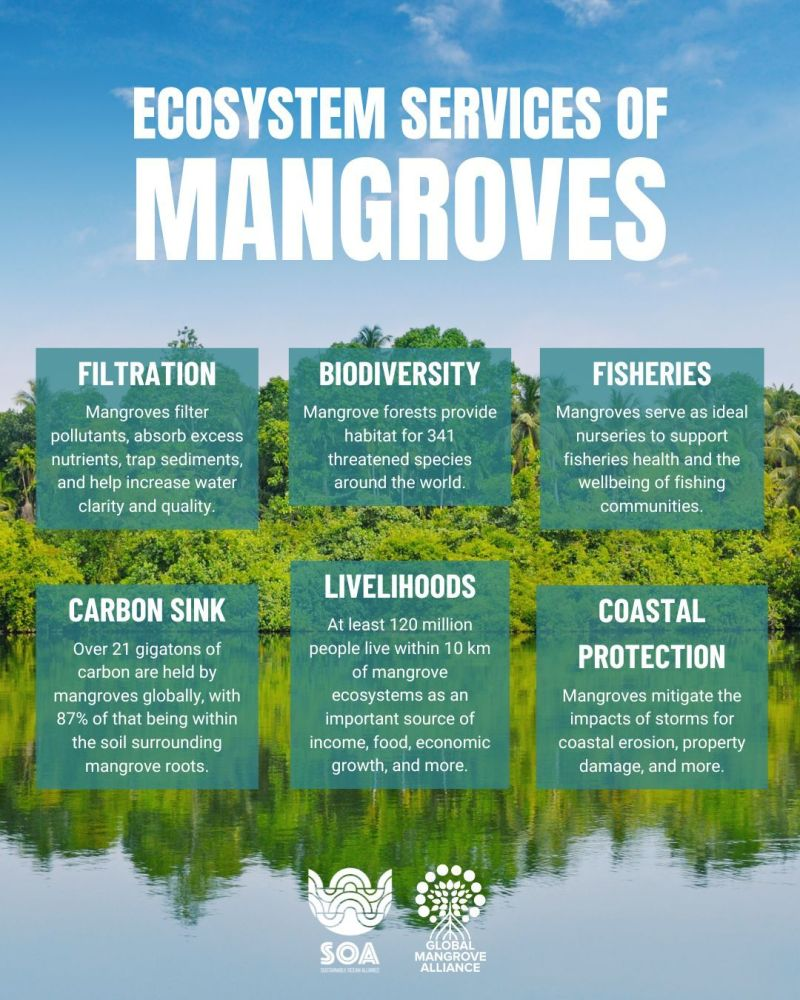 ECOSYSTEM SERVICES OF
MANGROVES
FILTRATION
Mangroves filter
pollutants, absorb excess
nutrients, trap sediments,
and help increase water
clarity and quality.
BIODIVERSITY
Mangrove forests provide
habitat for 341
threatened species
around the world.
FISHERIES
Mangroves serve as ideal
nurseries to support
fisheries health and the
wellbeing of fishing
communities.
CARBON SINK
Over 21 gigatons of
carbon are held by
mangroves globally, with
87% of that being within
the soil surrounding
mangrove roots.
LIVELIHOODS
At least 120 million
people live within 10 km
of mangrove
ecosystems as an
important source of
income, food, economic
growth, and more.
COASTAL
PROTECTION
Mangroves mitigate the
impacts of storms for
coastal erosion, property
damage, and more.
SOA
SUSTAINABLE OCEAN ALLIANCE
GLOBAL
MANGROVE
ALLIANCE